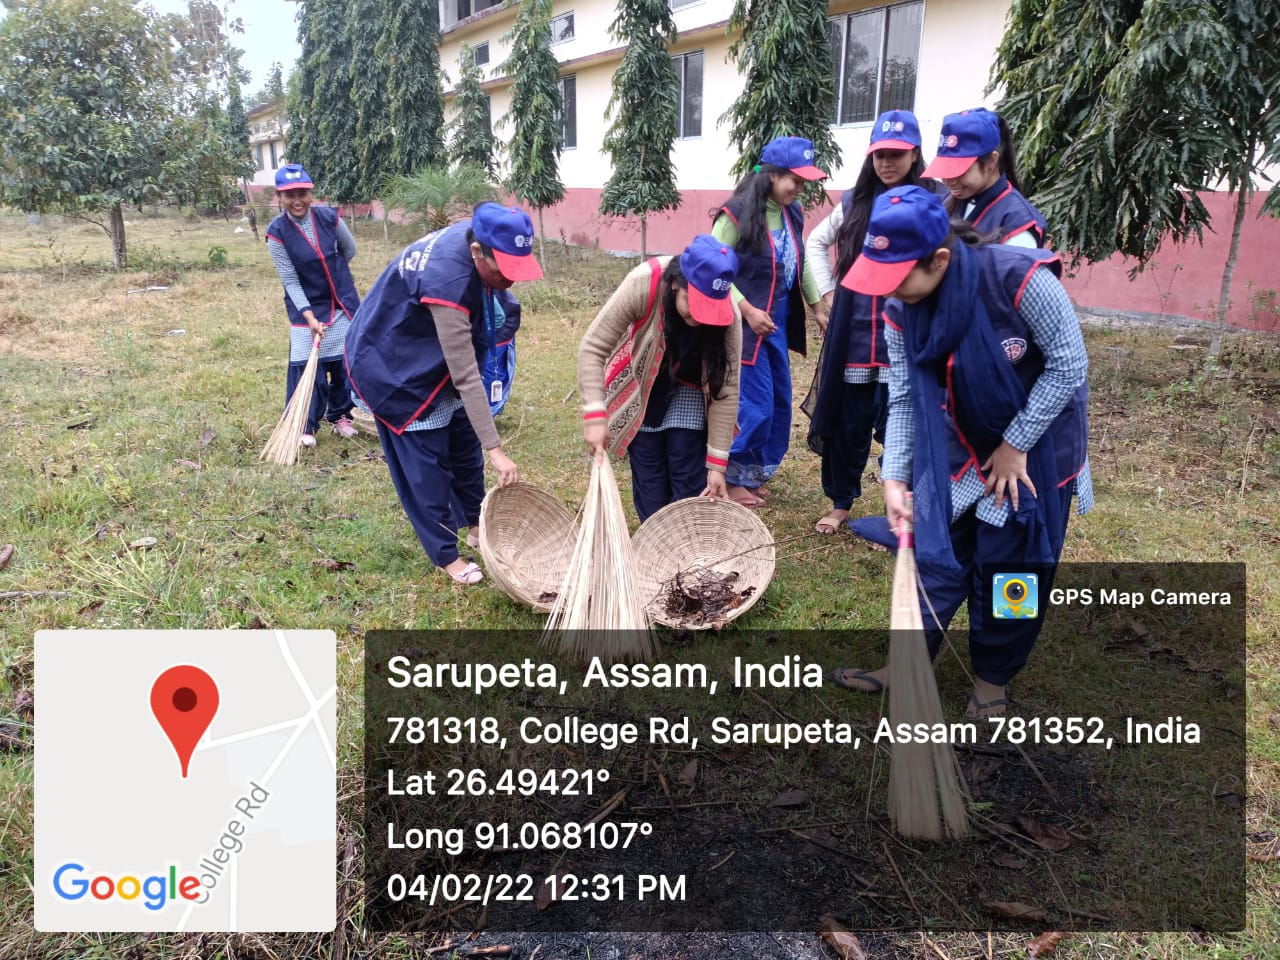 GPS Map Camera
Sarupeta, Assam, India
781318, College Rd, Sarupeta, Assam 781352, India
Lat 26.49421°
Long 91.068107°
04/02/22 12:31 PM
College Rd
Google